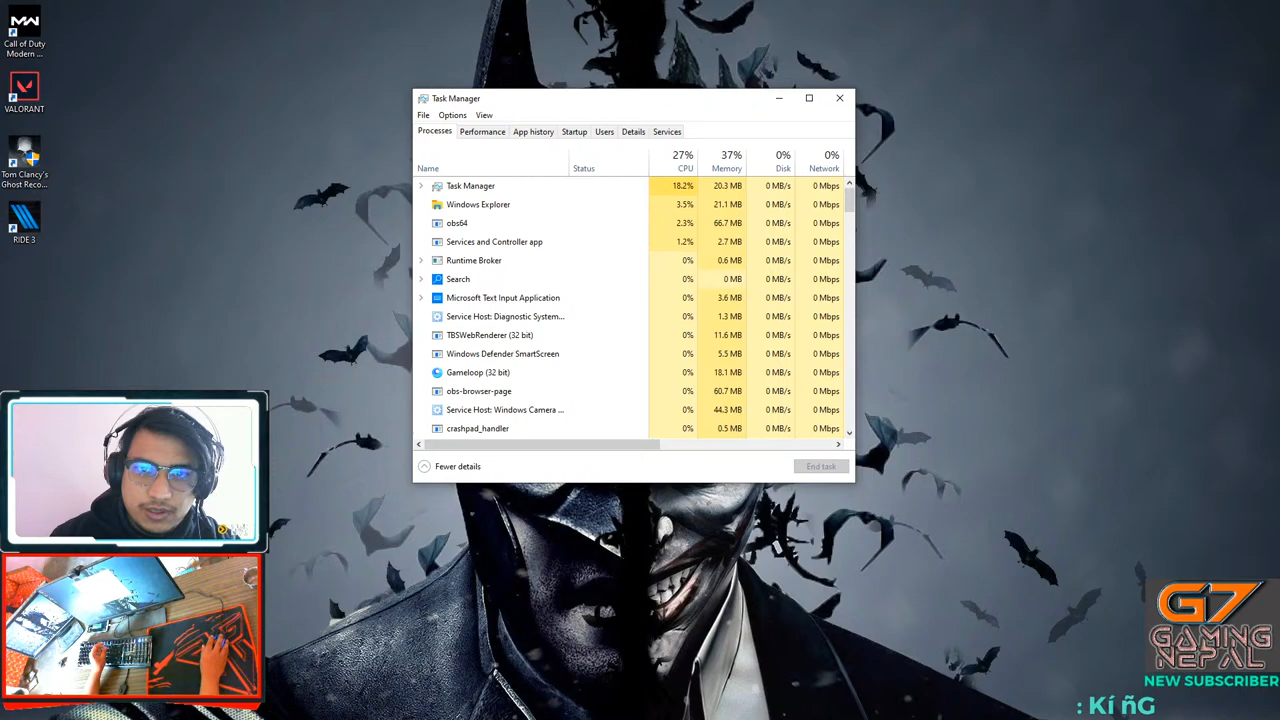 Call of Duty
Modern ...
VALORANT
Tom Clancy's
Ghost Reco...
RIDE 3
Task Manager
File Options View
Processes Performance App history Startup Users Details Services
27% 37% 0% 0%
Name Status CPU Memory Disk Network
Task Manager 18.2% 20.3 MB 0 MB/s 0 Mbps
Windows Explorer 3.5% 21.1 MB 0 MB/s 0 Mbps
obs64 2.3% 66.7 MB 0 MB/s 0 Mbps
Services and Controller app 1.2% 2.7 MB 0 MB/s 0 Mbps
Runtime Broker 0% 0.6 MB 0 MB/s 0 Mbps
Search 0% 0 MB 0 MB/s 0 Mbps
Microsoft Text Input Application 0% 3.6 MB 0 MB/s 0 Mbps
Service Host: Diagnostic System... 0% 1.3 MB 0 MB/s 0 Mbps
TBSWebRenderer (32 bit) 0% 11.6 MB 0 MB/s 0 Mbps
Windows Defender SmartScreen 0% 5.5 MB 0 MB/s 0 Mbps
Gameloop (32 bit) 0% 18.1 MB 0 MB/s 0 Mbps
obs-browser-page 0% 60.7 MB 0 MB/s 0 Mbps
Service Host: Windows Camera ... 0% 44.3 MB 0 MB/s 0 Mbps
crashpad_handler 0% 0.5 MB 0 MB/s 0 Mbps
Fewer details End task
G7
GAMING
NEPAL
NEW SUBSCRIBER
: Kí ñG